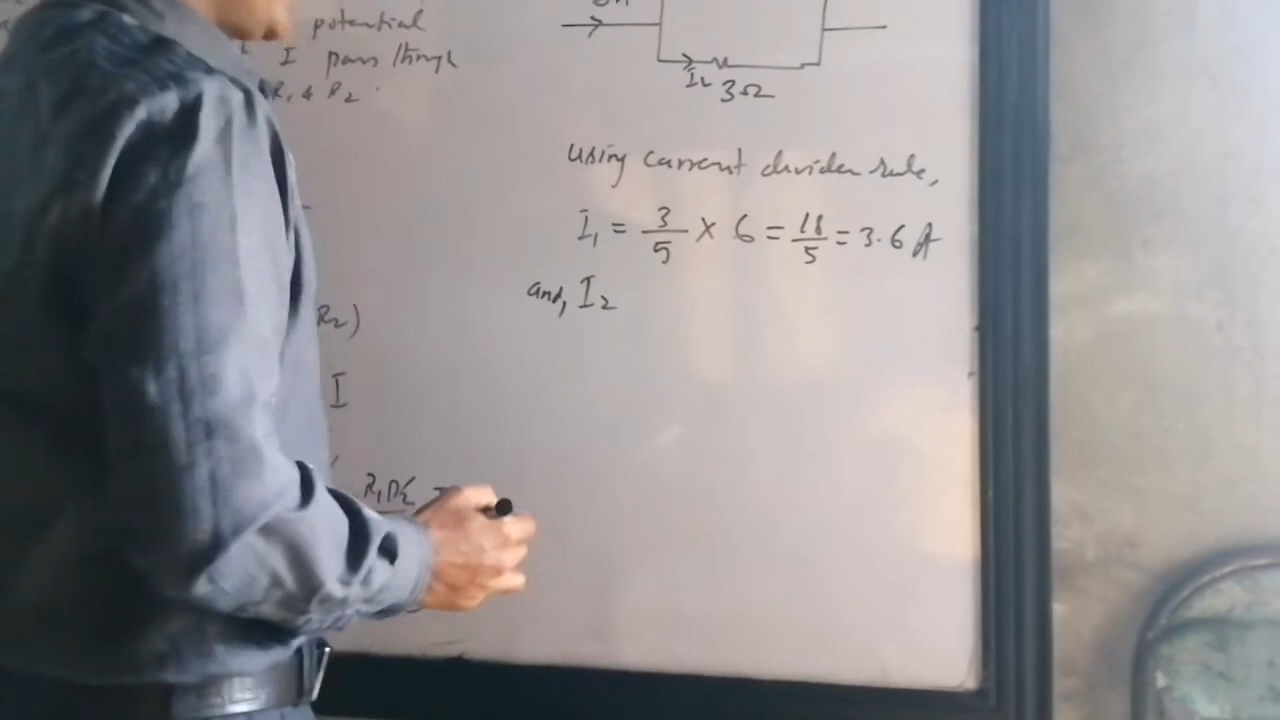 potential
I pass through
R₁ & R₂.
I₂ 3Ω
using current divider rule,
I₁ = 3/5 × 6 = 18/5 = 3.6 A
and, I₂
R₂)
I